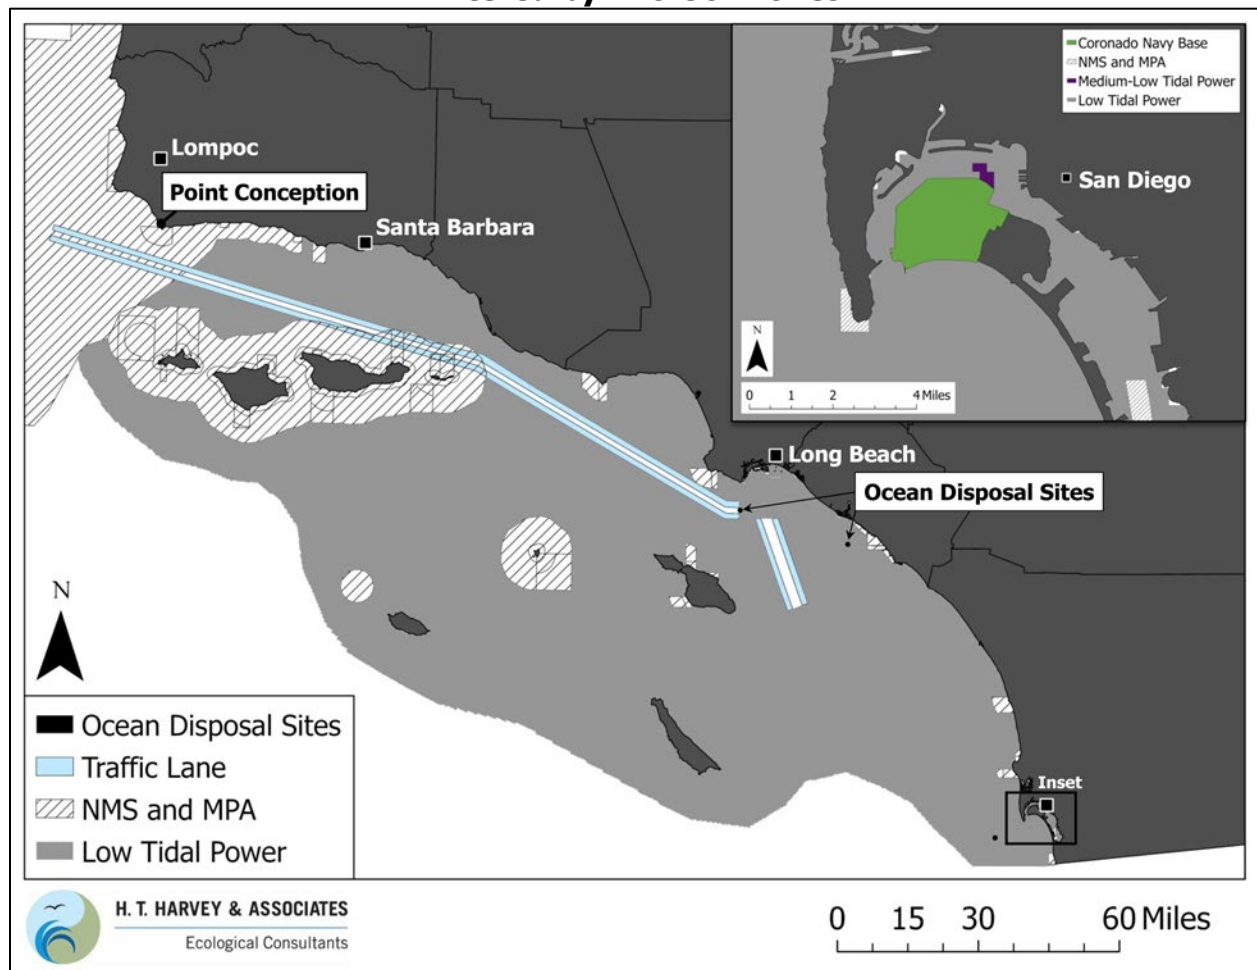 Coronado Navy Base
NMS and MPA
Medium-Low Tidal Power
Low Tidal Power
Lompoc
Point Conception
San Diego
Santa Barbara
N
0 1 2 4 Miles
Long Beach
Ocean Disposal Sites
N
Inset
Ocean Disposal Sites
Traffic Lane
NMS and MPA
Low Tidal Power
H. T. HARVEY & ASSOCIATES
Ecological Consultants
0 15 30 60 Miles